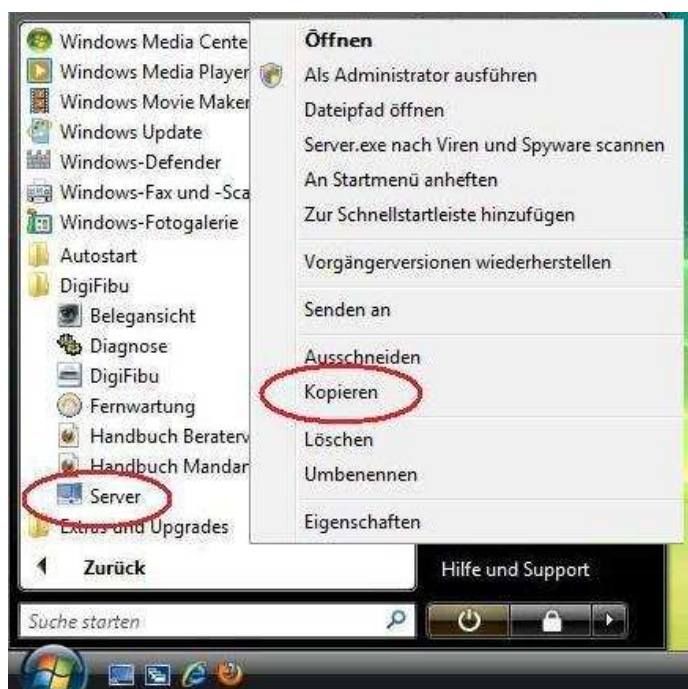 Windows Media Cente
Windows Media Player
Windows Movie Maker
Windows Update
Windows-Defender
Windows-Fax und -Sca
Windows-Fotogalerie
Autostart
DigiFibu
Belegansicht
Diagnose
DigiFibu
Fernwartung
Handbuch Beraterv
Handbuch Mandar
Server
Extras und Upgrades
Zurück
Suche starten
Öffnen
Als Administrator ausführen
Dateipfad öffnen
Server.exe nach Viren und Spyware scannen
An Startmenü anheften
Zur Schnellstartleiste hinzufügen
Vorgängerversionen wiederherstellen
Senden an
Ausschneiden
Kopieren
Löschen
Umbenennen
Eigenschaften
Hilfe und Support